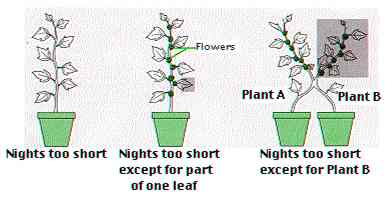 Flowers
Plant A
Plant B
Nights too short
Nights too short
except for part
of one leaf
Nights too short
except for Plant B